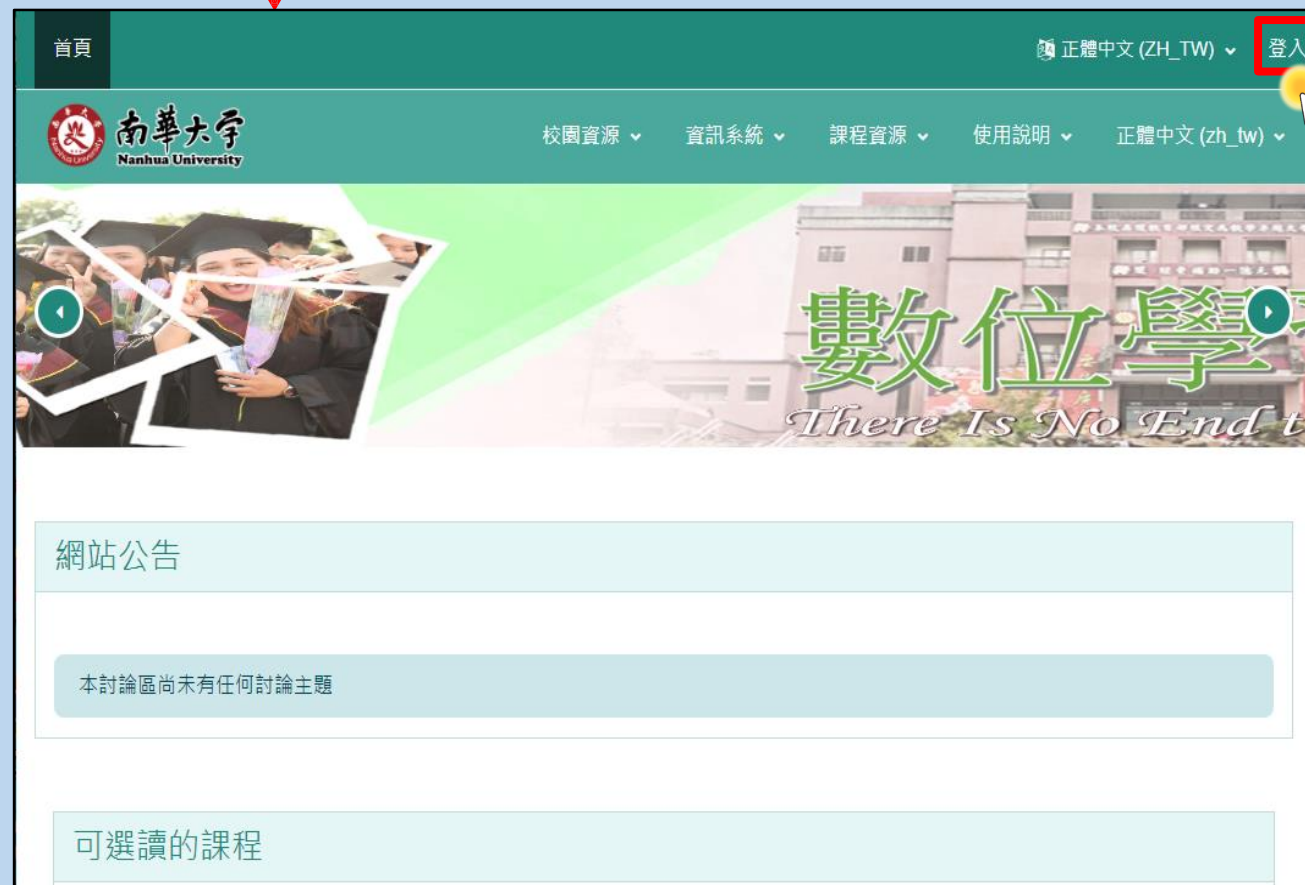 首頁
正體中文 (ZH_TW)
登入
南華大学
Nanhua University
校園資源
資訊系統
課程資源
使用說明
正體中文 (zh_tw)
數位學
There Is No End t
網站公告
本討論區尚未有任何討論主題
可選讀的課程